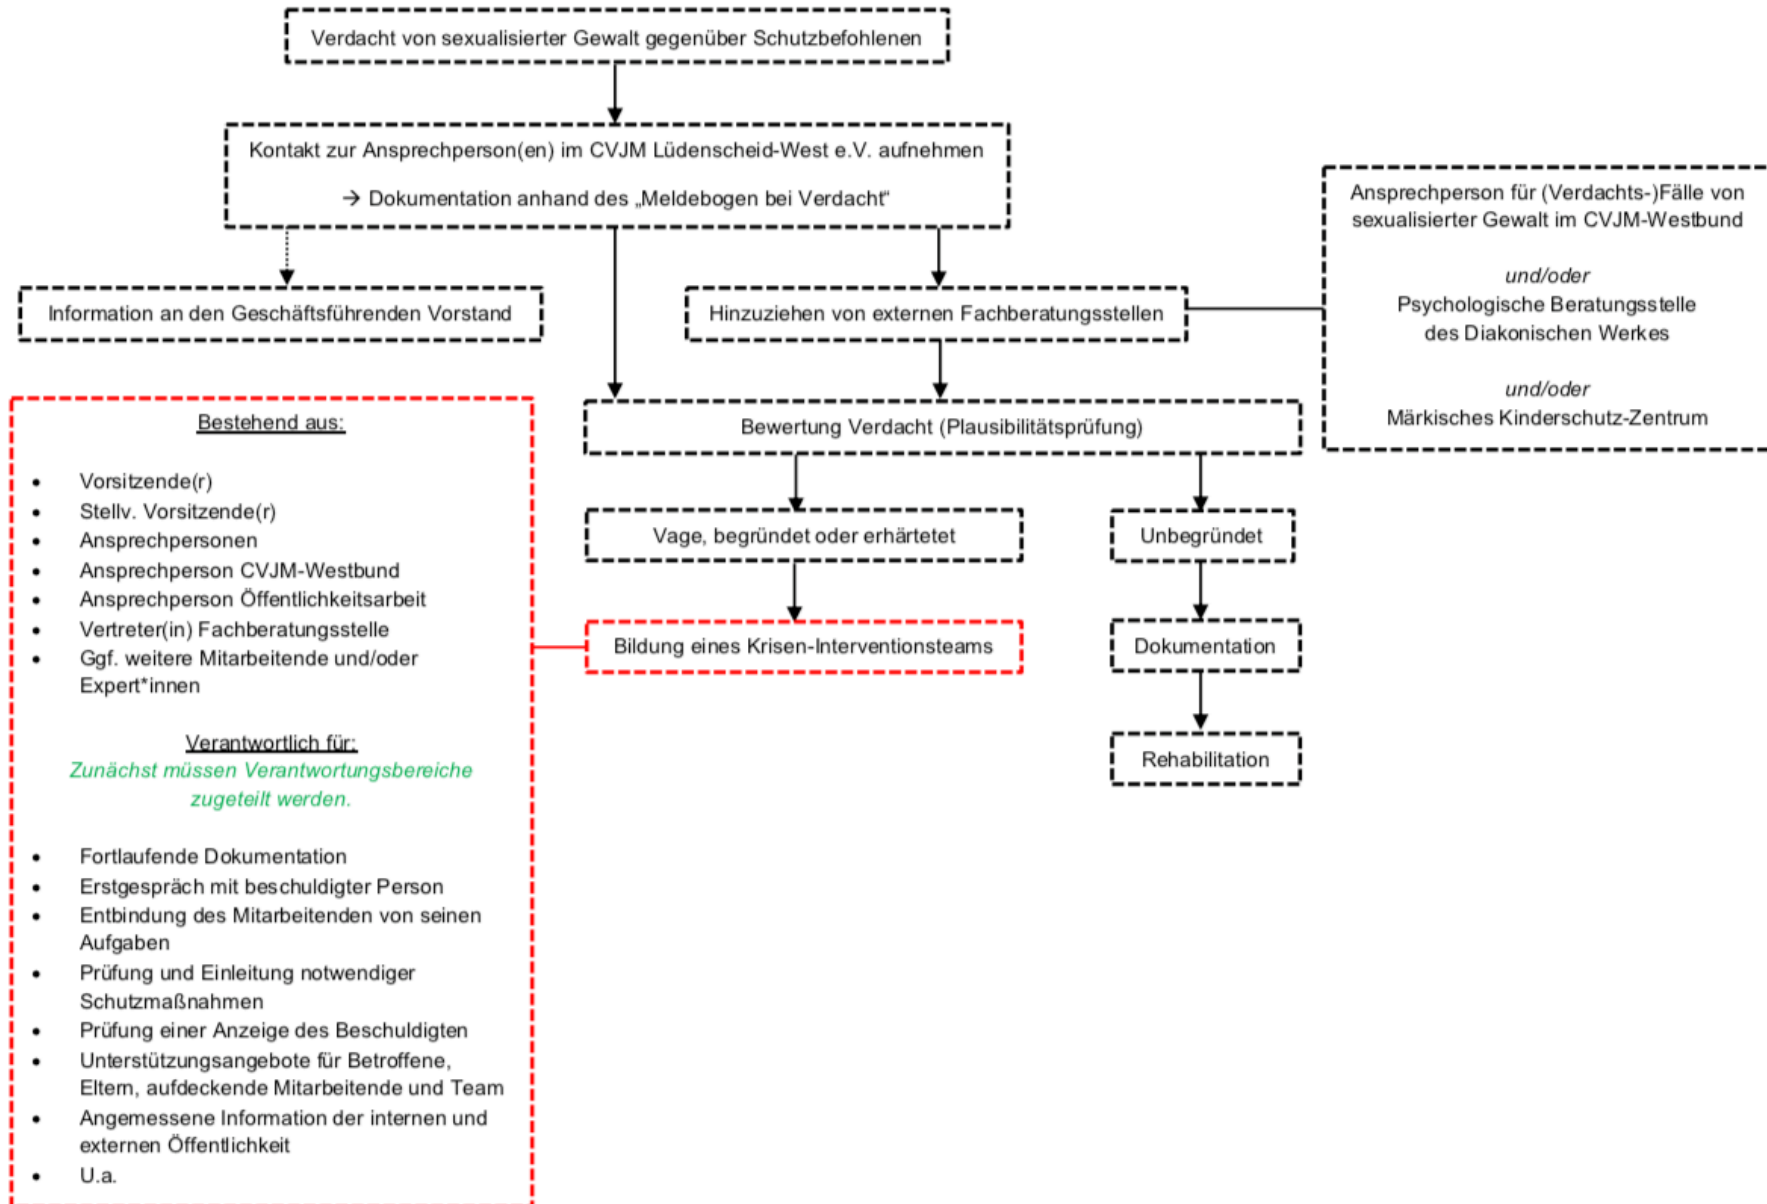 Verdacht von sexualisierter Gewalt gegenüber Schutzbefohlenen
Kontakt zur Ansprechperson(en) im CVJM Lüdenscheid-West e.V. aufnehmen
→ Dokumentation anhand des „Meldebogen bei Verdacht“
Ansprechperson für (Verdachts-)Fälle von
sexualisierter Gewalt im CVJM-Westbund
und/oder
Psychologische Beratungsstelle
des Diakonischen Werkes
und/oder
Märkisches Kinderschutz-Zentrum
Information an den Geschäftsführenden Vorstand
Hinzuziehen von externen Fachberatungsstellen
Bewertung Verdacht (Plausibilitätsprüfung)
Vage, begründet oder erhärtetet
Unbegründet
Bildung eines Krisen-Interventionsteams
Dokumentation
Rehabilitation
Bestehend aus:
• Vorsitzende(r)
• Stellv. Vorsitzende(r)
• Ansprechpersonen
• Ansprechperson CVJM-Westbund
• Ansprechperson Öffentlichkeitsarbeit
• Vertreter(in) Fachberatungsstelle
• Ggf. weitere Mitarbeitende und/oder
Expert*innen
Verantwortlich für:
Zunächst müssen Verantwortungsbereiche
zugeteilt werden.
• Fortlaufende Dokumentation
• Erstgespräch mit beschuldigter Person
• Entbindung des Mitarbeitenden von seinen
Aufgaben
• Prüfung und Einleitung notwendiger
Schutzmaßnahmen
• Prüfung einer Anzeige des Beschuldigten
• Unterstützungsangebote für Betroffene,
Eltern, aufdeckende Mitarbeitende und Team
• Angemessene Information der internen und
externen Öffentlichkeit
• U.a.